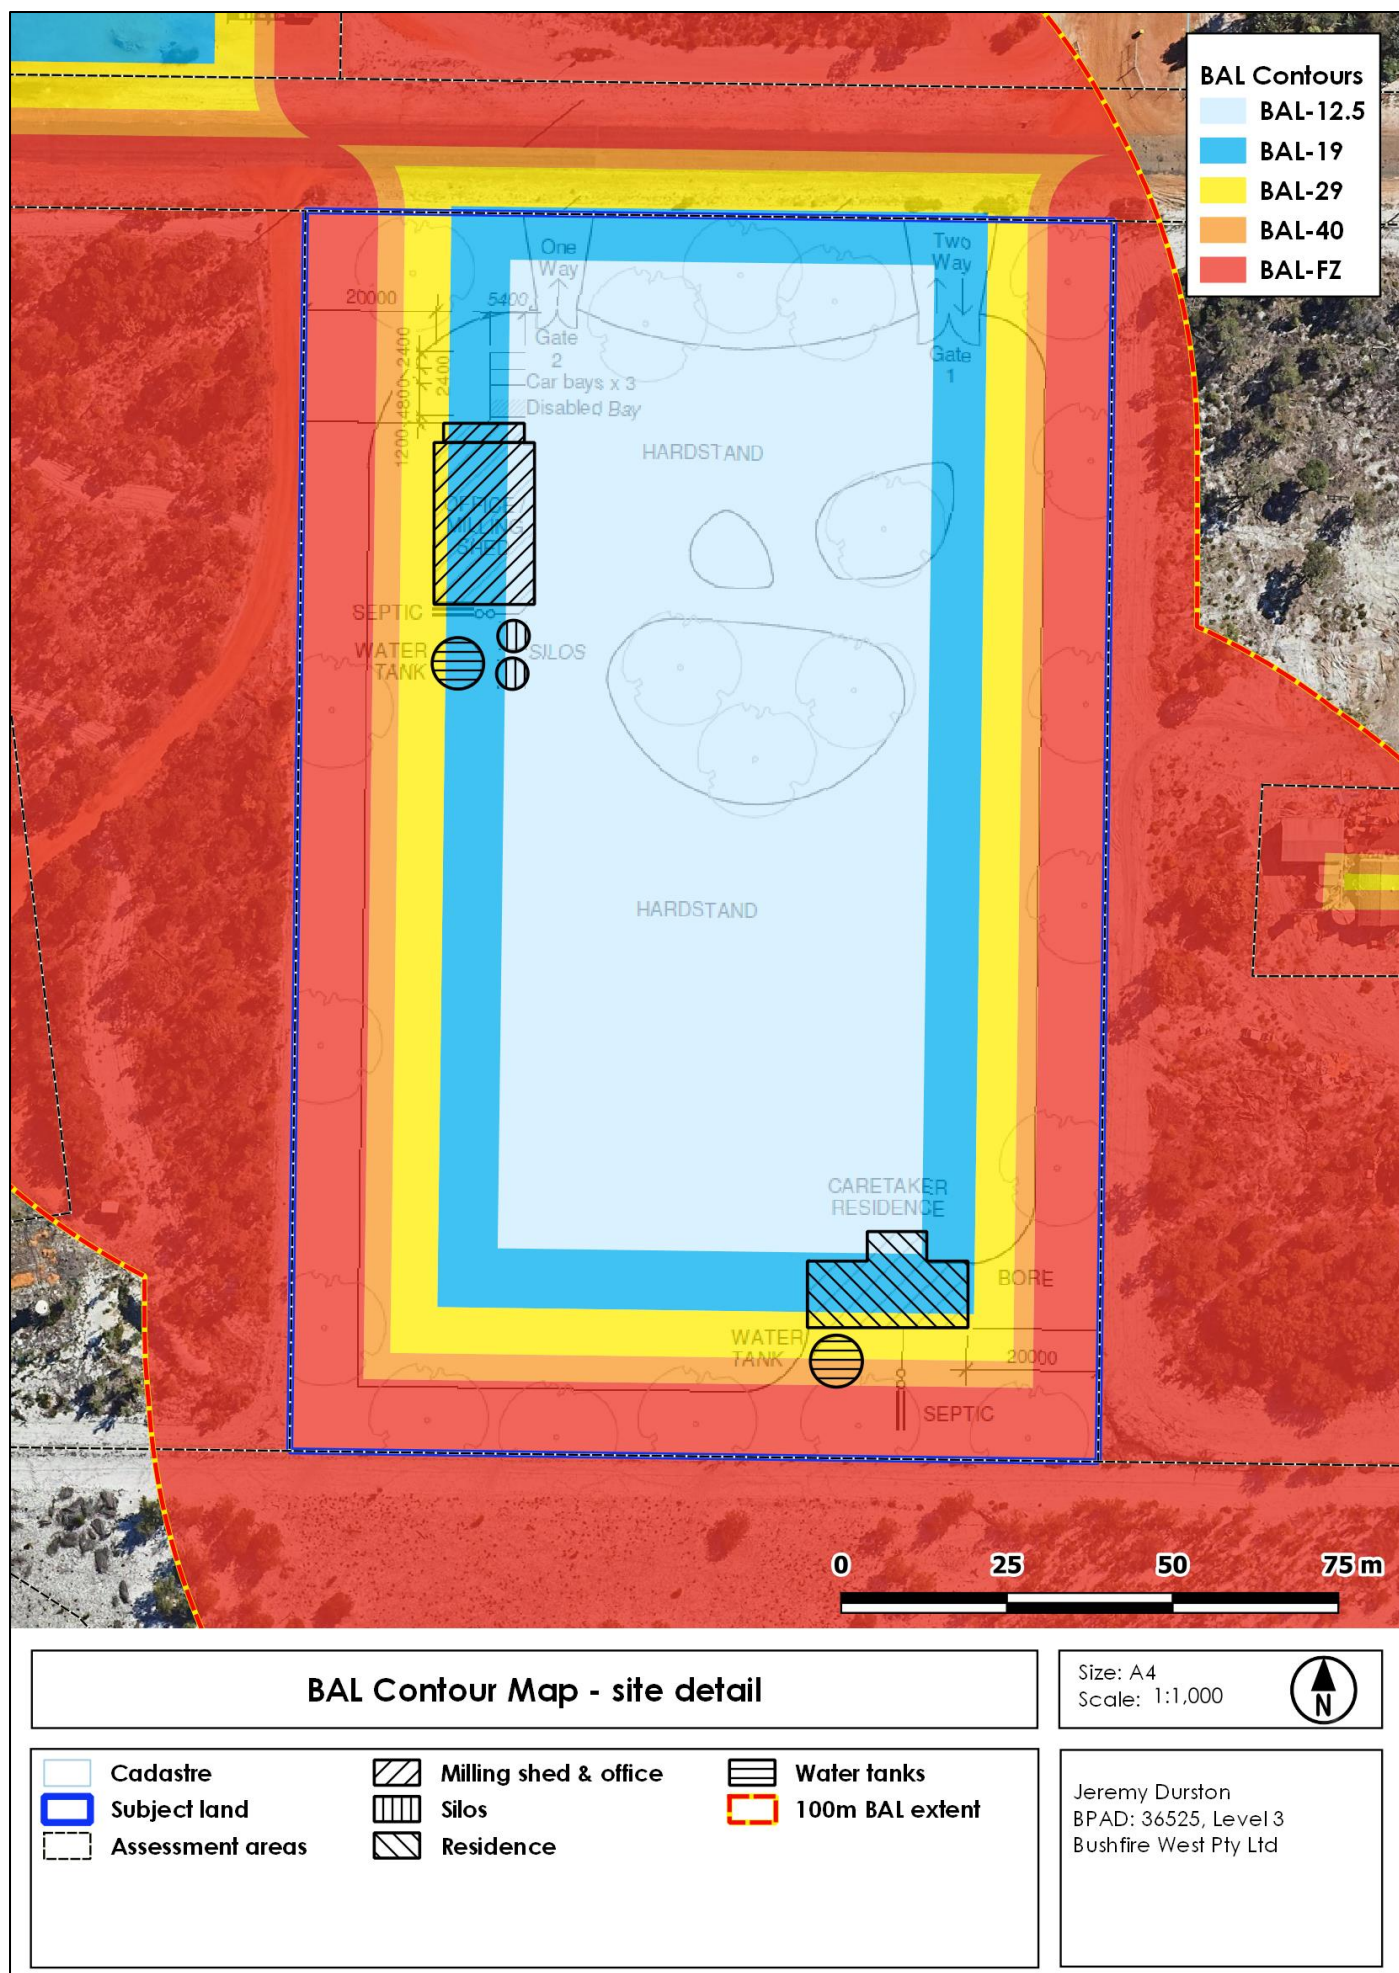 BAL Contours
BAL-12.5
BAL-19
BAL-29
BAL-40
BAL-FZ
One
Way
Two
Way
20000
5400
Gate
2
Gate
1
2400
2400
4800
1200
Car bays x 3
Disabled Bay
HARDSTAND
OFFICE
MILLING
SHED
SEPTIC
WATER
TANK
SILOS
HARDSTAND
CARETAKER
RESIDENCE
BORE
WATER
TANK
20000
SEPTIC
0 25 50 75 m
BAL Contour Map - site detail
Size: A4
Scale: 1:1,000
N
Cadastre
Subject land
Assessment areas
Milling shed & office
Silos
Residence
Water tanks
100m BAL extent
Jeremy Durston
BPAD: 36525, Level 3
Bushfire West Pty Ltd